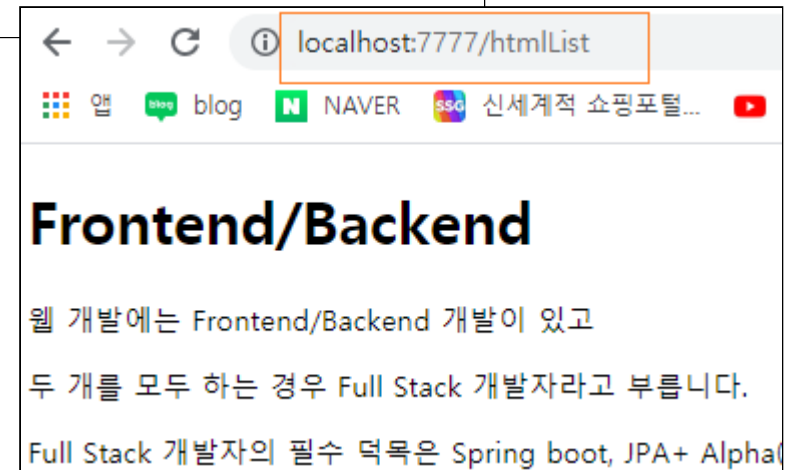 localhost:7777/htmlList
앱 blog blog N NAVER SSG 신세계적 쇼핑포털...
Frontend/Backend
웹 개발에는 Frontend/Backend 개발이 있고
두 개를 모두 하는 경우 Full Stack 개발자라고 부릅니다.
Full Stack 개발자의 필수 덕목은 Spring boot, JPA+ Alpha(